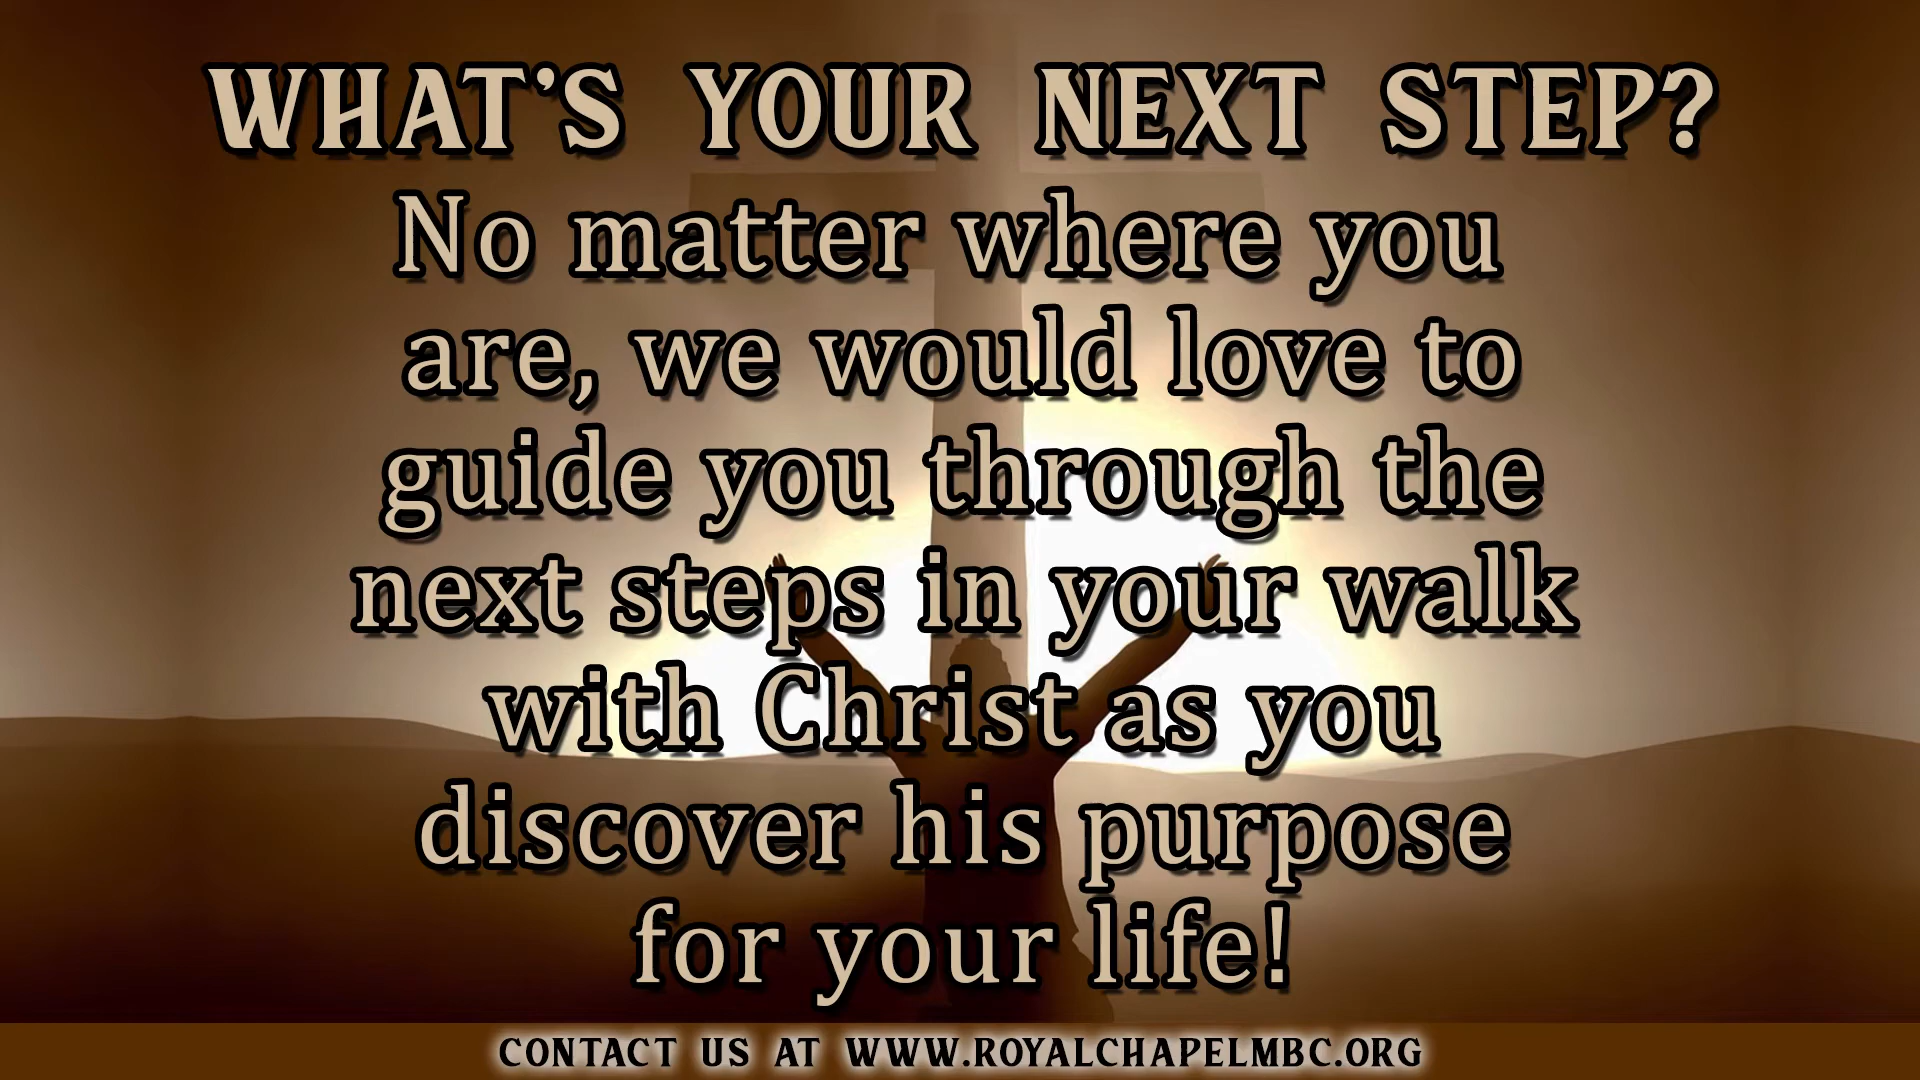 WHAT'S YOUR NEXT STEP?
No matter where you
are, we would love to
guide you through the
next steps in your walk
with Christ as you
discover his purpose
for your life!
CONTACT US AT WWW.ROYALCHAPELMBC.ORG